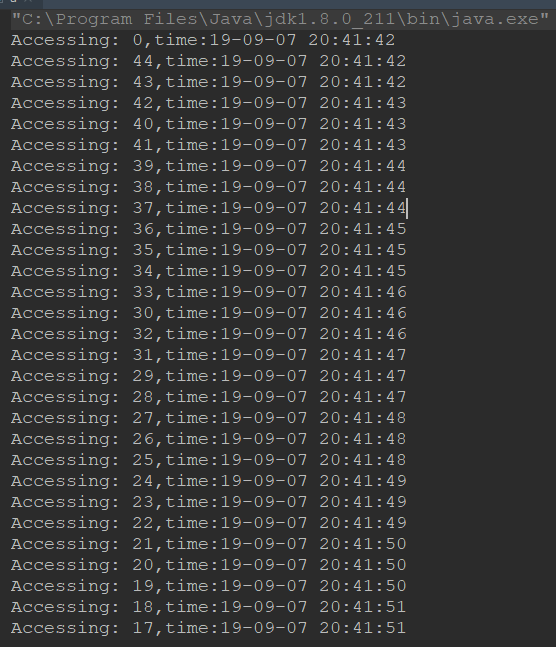 "C:\Program Files\Java\jdk1.8.0_211\bin\java.exe"
Accessing: 0,time:19-09-07 20:41:42
Accessing: 44,time:19-09-07 20:41:42
Accessing: 43,time:19-09-07 20:41:42
Accessing: 42,time:19-09-07 20:41:43
Accessing: 40,time:19-09-07 20:41:43
Accessing: 41,time:19-09-07 20:41:43
Accessing: 39,time:19-09-07 20:41:44
Accessing: 38,time:19-09-07 20:41:44
Accessing: 37,time:19-09-07 20:41:44
Accessing: 36,time:19-09-07 20:41:45
Accessing: 35,time:19-09-07 20:41:45
Accessing: 34,time:19-09-07 20:41:45
Accessing: 33,time:19-09-07 20:41:46
Accessing: 30,time:19-09-07 20:41:46
Accessing: 32,time:19-09-07 20:41:46
Accessing: 31,time:19-09-07 20:41:47
Accessing: 29,time:19-09-07 20:41:47
Accessing: 28,time:19-09-07 20:41:47
Accessing: 27,time:19-09-07 20:41:48
Accessing: 26,time:19-09-07 20:41:48
Accessing: 25,time:19-09-07 20:41:48
Accessing: 24,time:19-09-07 20:41:49
Accessing: 23,time:19-09-07 20:41:49
Accessing: 22,time:19-09-07 20:41:49
Accessing: 21,time:19-09-07 20:41:50
Accessing: 20,time:19-09-07 20:41:50
Accessing: 19,time:19-09-07 20:41:50
Accessing: 18,time:19-09-07 20:41:51
Accessing: 17,time:19-09-07 20:41:51